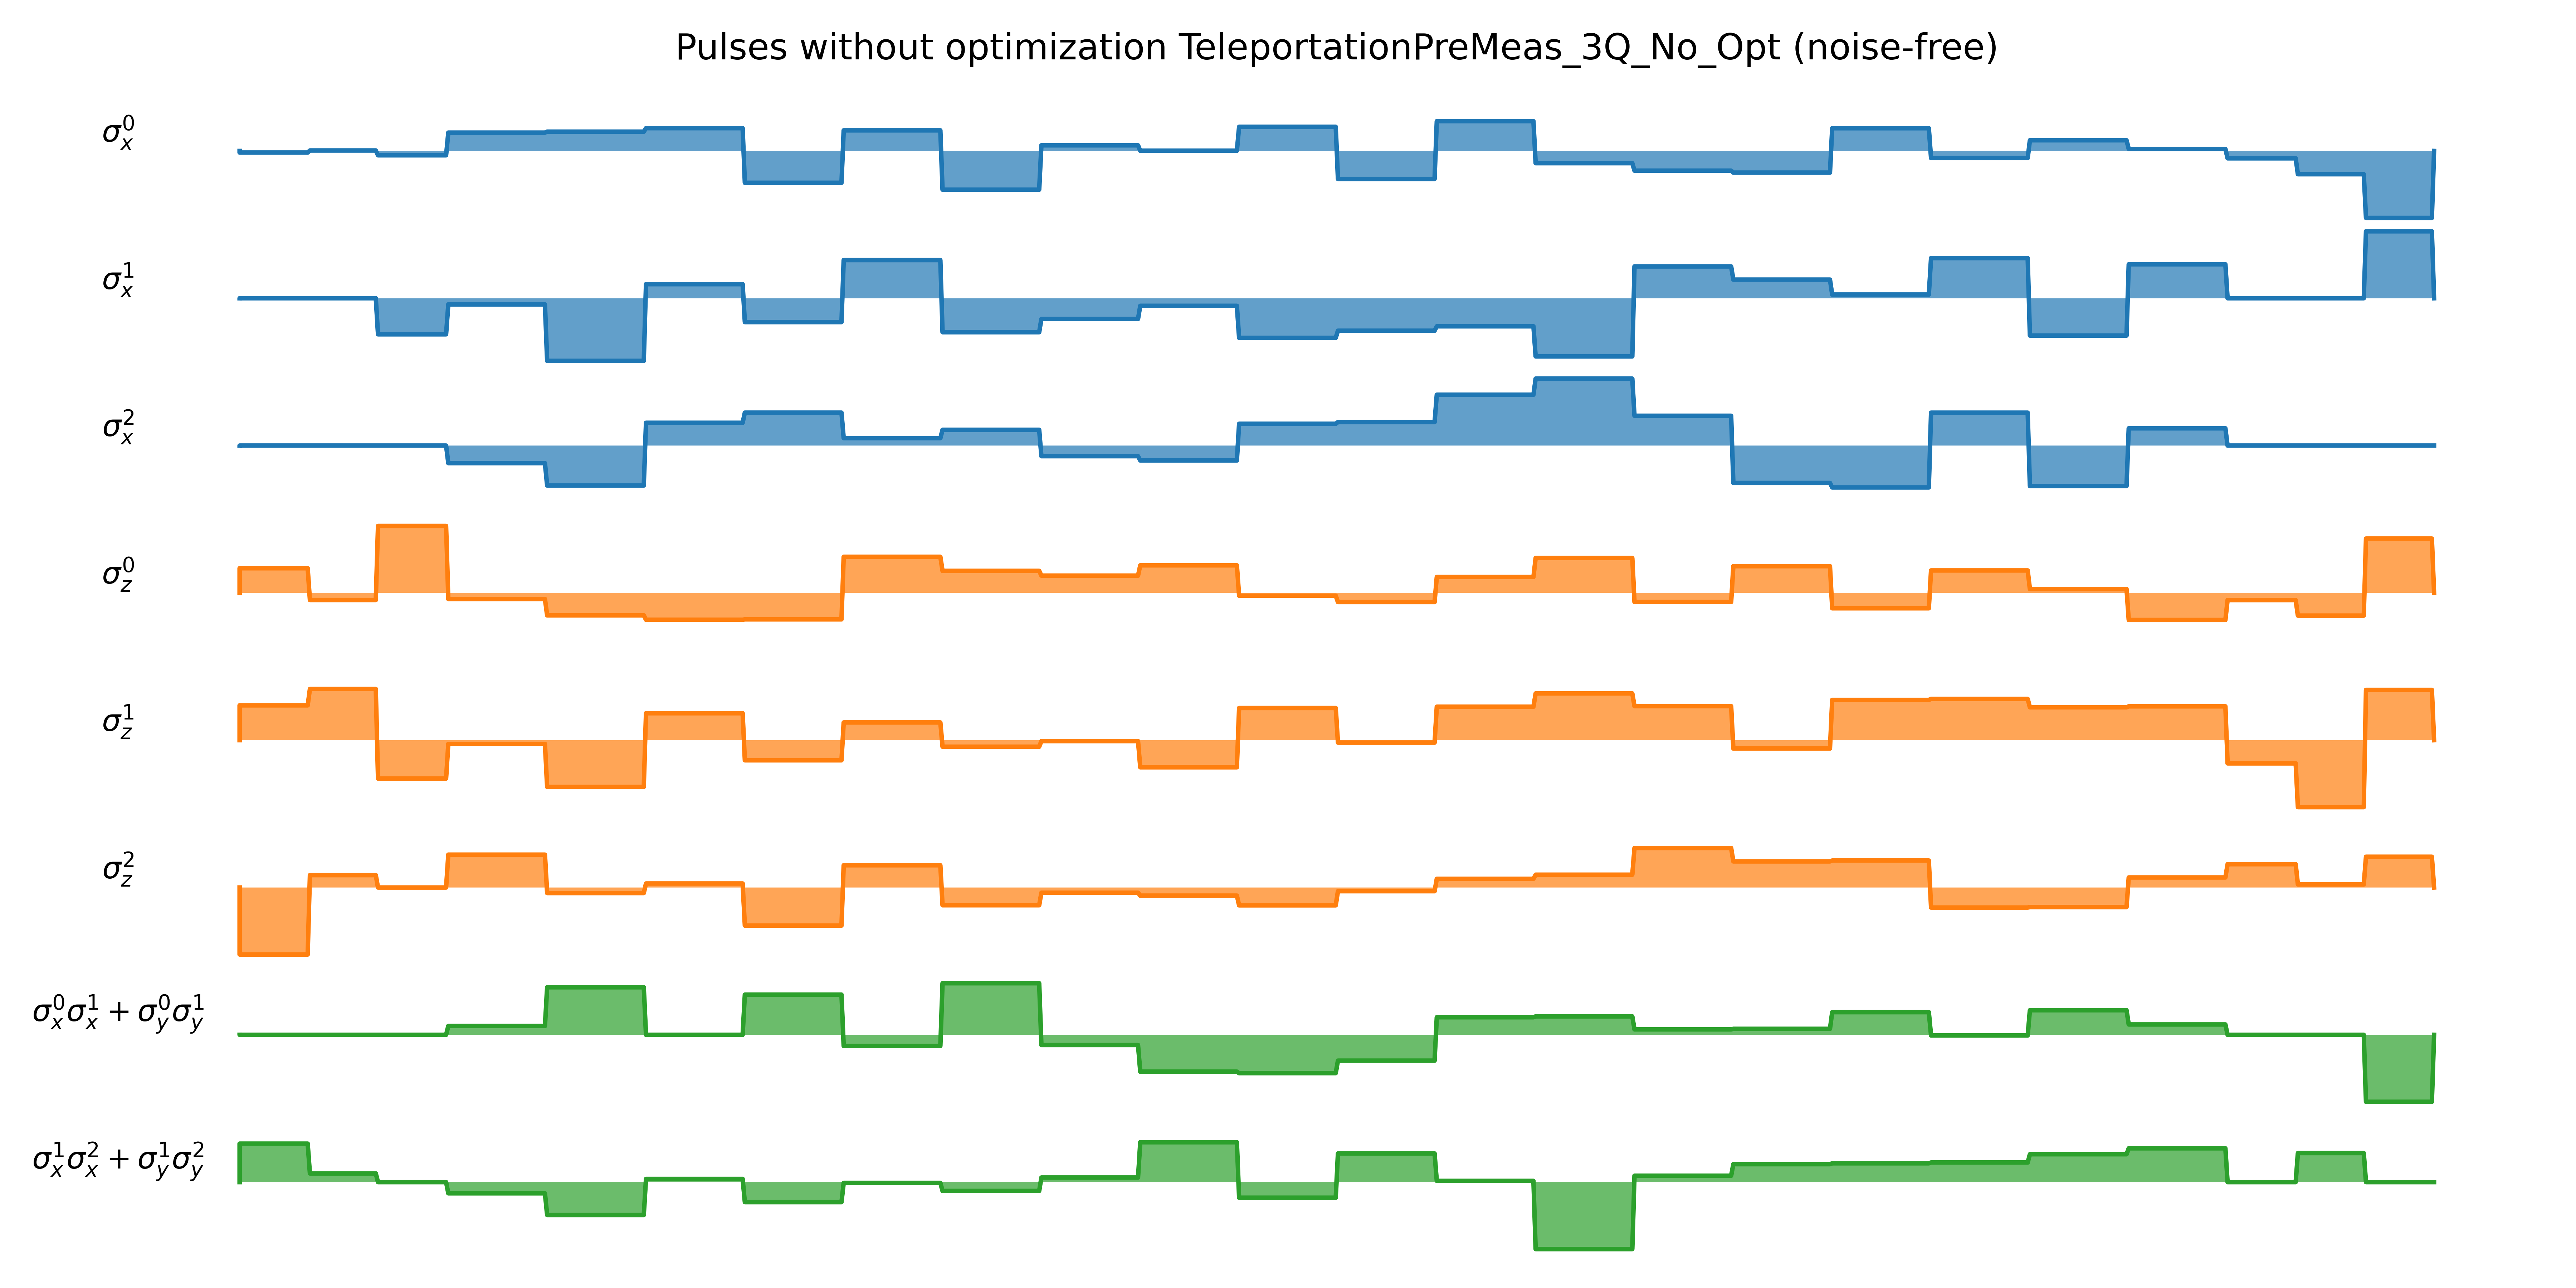 Pulses without optimization TeleportationPreMeas_3Q_No_Opt (noise-free)
σ_x^0
σ_x^1
σ_x^2
σ_z^0
σ_z^1
σ_z^2
σ_x^0σ_x^1 + σ_y^0σ_y^1
σ_x^1σ_x^2 + σ_y^1σ_y^2